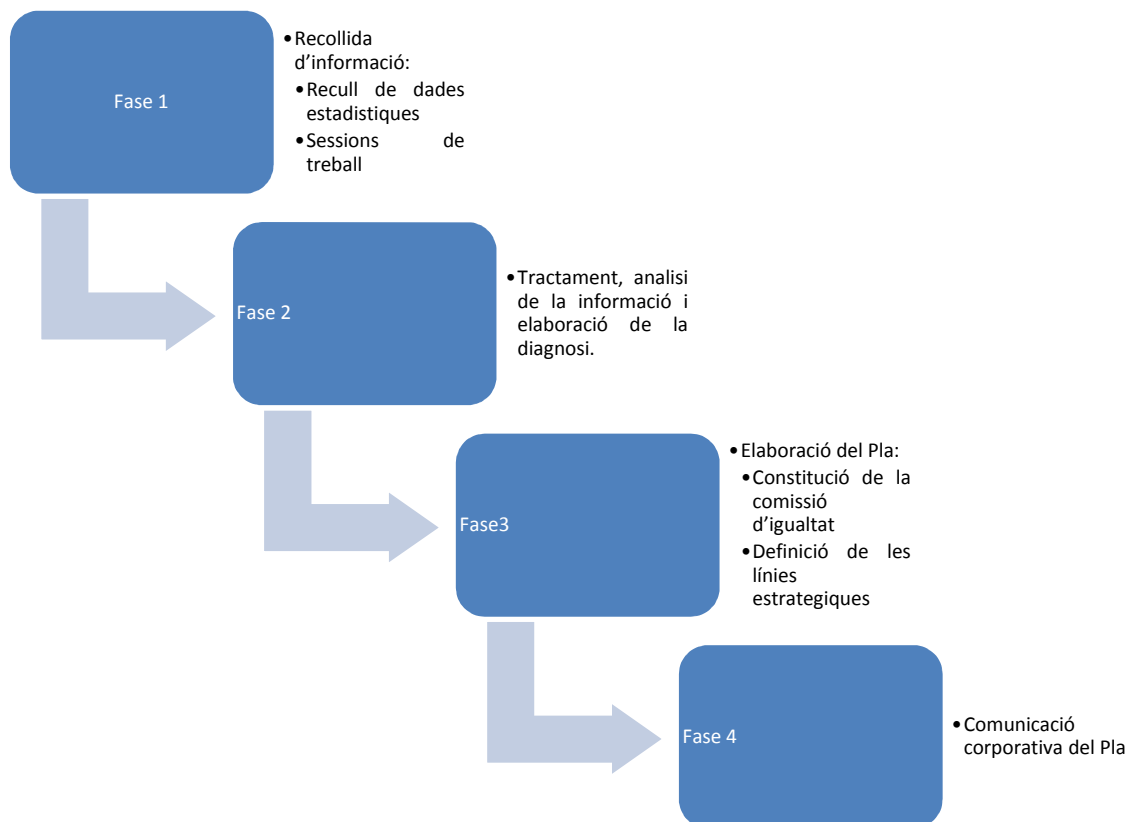 Fase 1
•Recollida
d’informació:
•Recull de dades
estadistiques
•Sessions de
treball
Fase 2
•Tractament, analisi
de la informació i
elaboració de la
diagnosi.
Fase3
•Elaboració del Pla:
•Constitució de la
comissió
d’igualtat
•Definició de les
línies
estrategiques
Fase 4
•Comunicació
corporativa del Pla